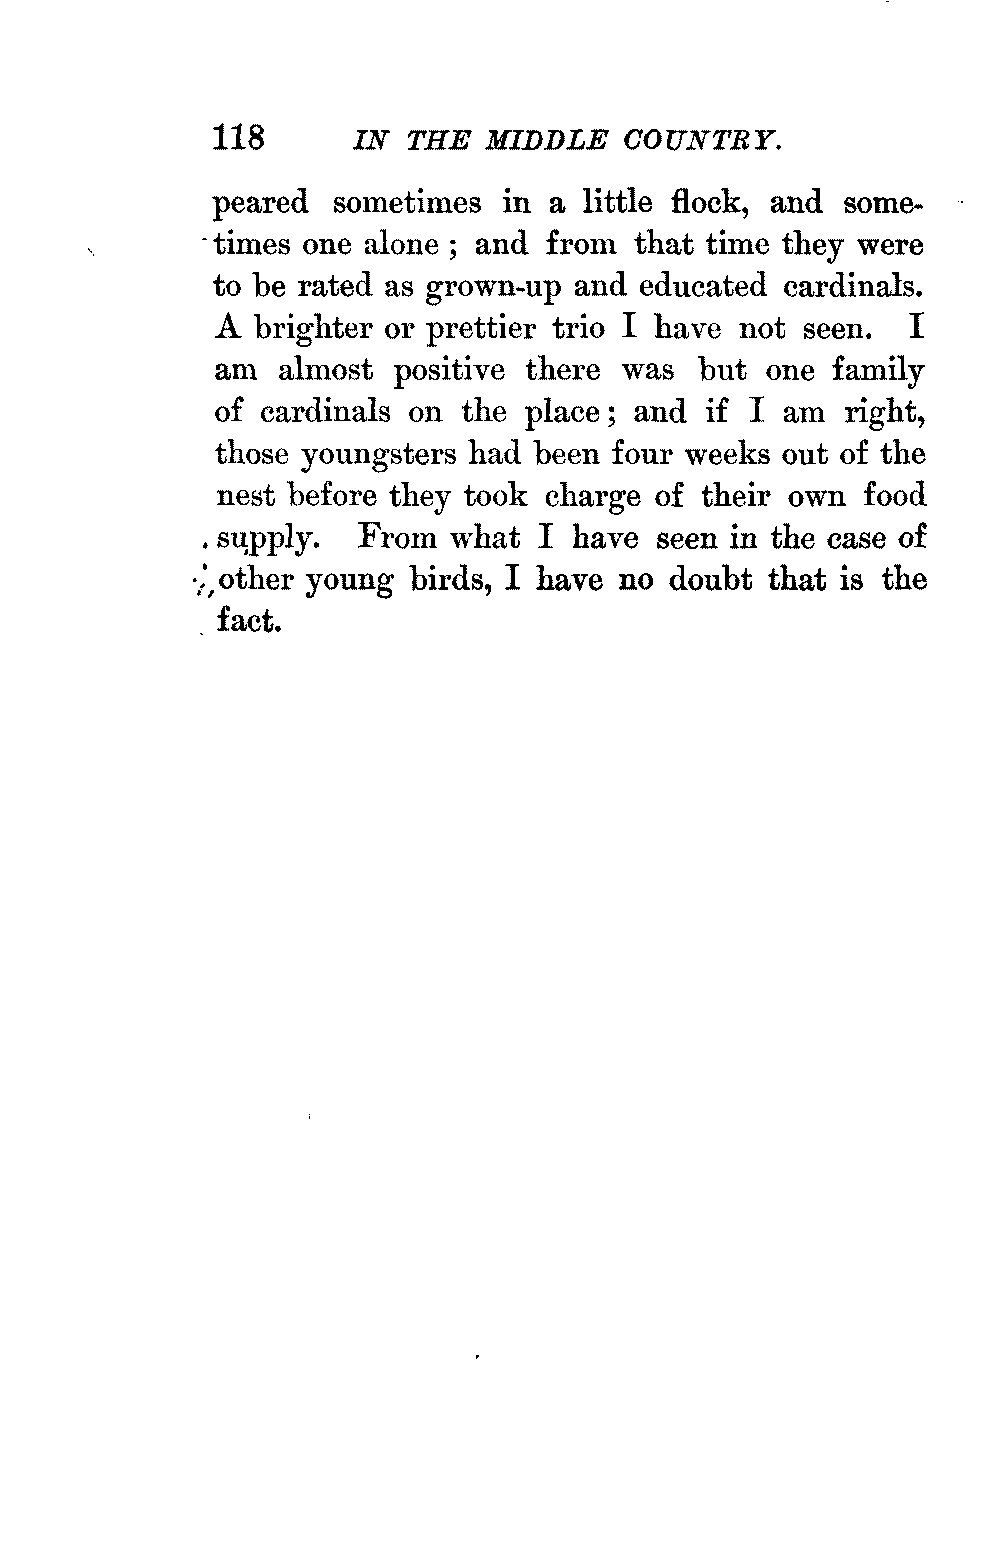 118 IN THE MIDDLE COUNTRY.
peared sometimes in a little flock, and some-
times one alone ; and from that time they were
to be rated as grown-up and educated cardinals.
A brighter or prettier trio I have not seen. I
am almost positive there was but one family
of cardinals on the place ; and if I am right,
those youngsters had been four weeks out of the
nest before they took charge of their own food
supply. From what I have seen in the case of
other young birds, I have no doubt that is the
fact.